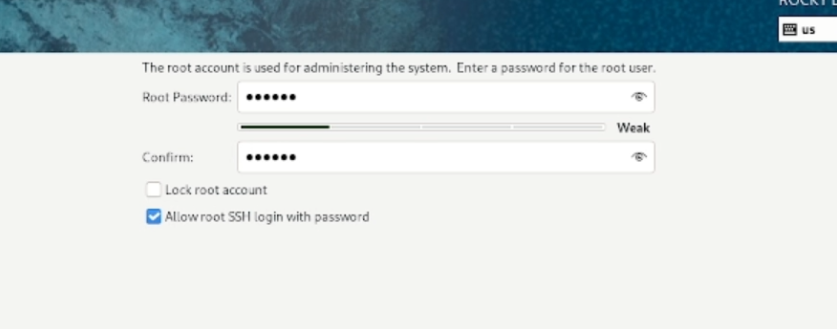 ROCKY
us
The root account is used for administering the system. Enter a password for the root user.
Root Password: ●●●●●●
Weak
Confirm: ●●●●●●
Lock root account
Allow root SSH login with password